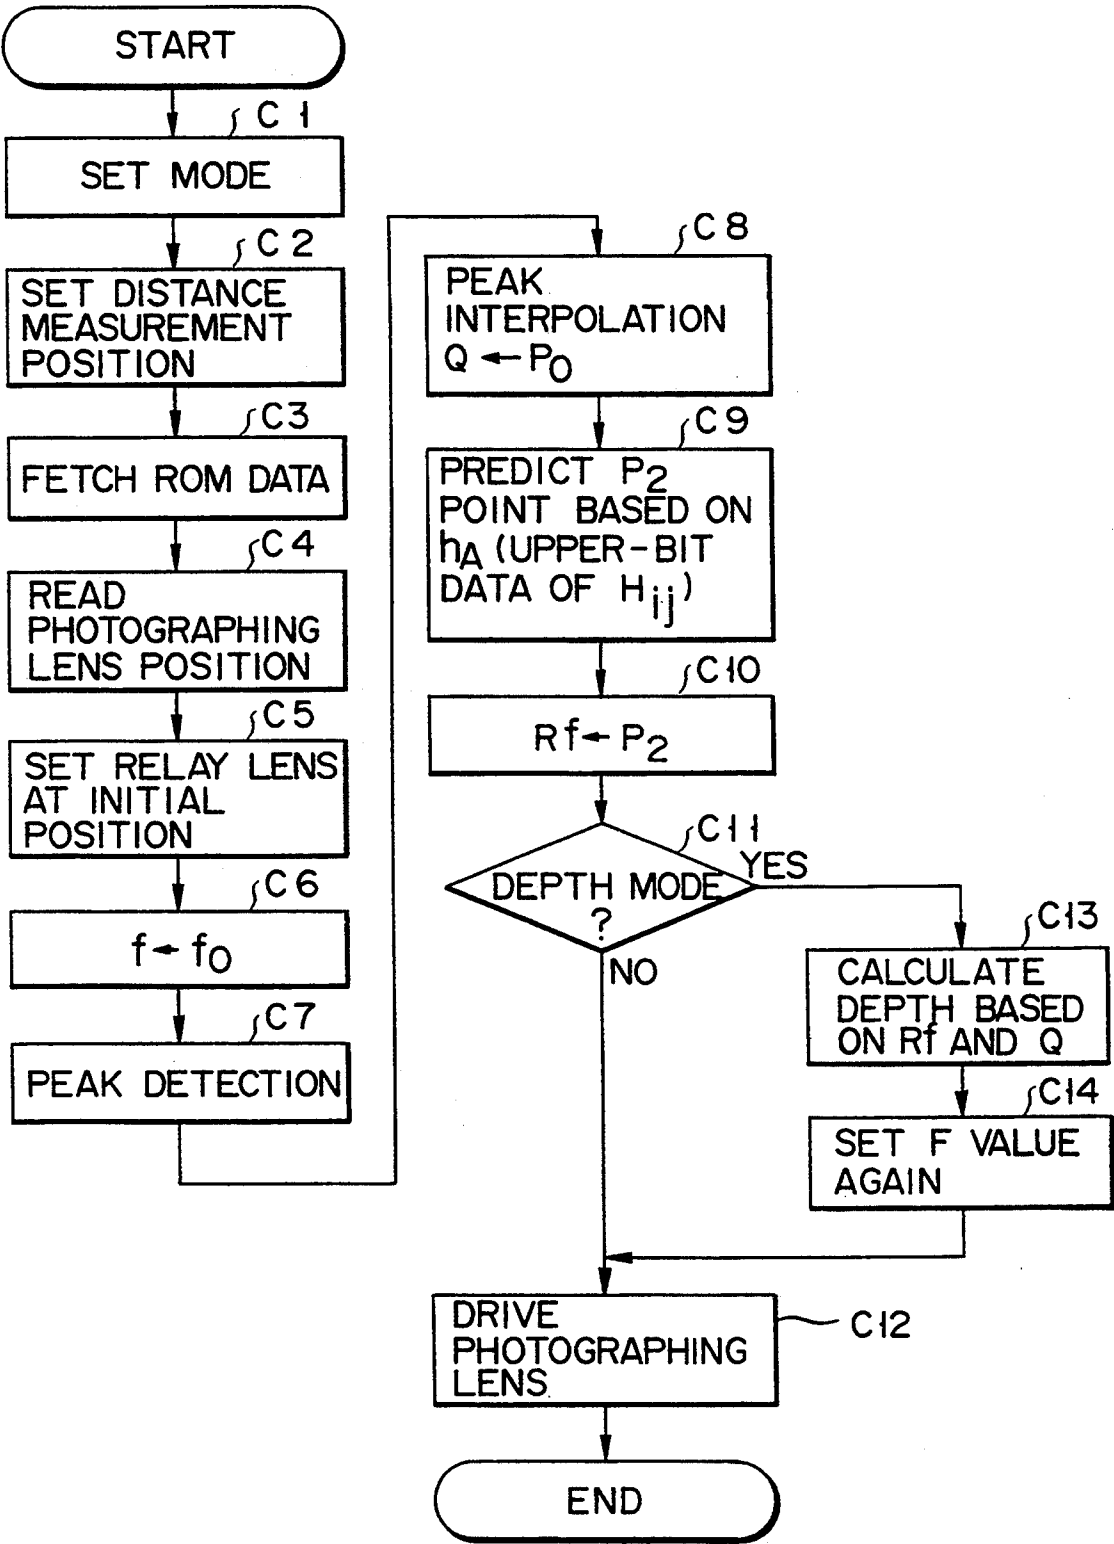 START
C 1
SET MODE
C 2
SET DISTANCE
MEASUREMENT
POSITION
C3
FETCH ROM DATA
C4
READ
PHOTOGRAPHING
LENS POSITION
C5
SET RELAY LENS
AT INITIAL
POSITION
C6
f←f0
C7
PEAK DETECTION
C8
PEAK
INTERPOLATION
Q ← P0
C9
PREDICT P2
POINT BASED ON
hA (UPPER-BIT
DATA OF Hij)
C10
Rf←P2
C11
DEPTH MODE
?
YES
NO
C13
CALCULATE
DEPTH BASED
ON Rf AND Q
C14
SET F VALUE
AGAIN
DRIVE
PHOTOGRAPHING
LENS
C12
END